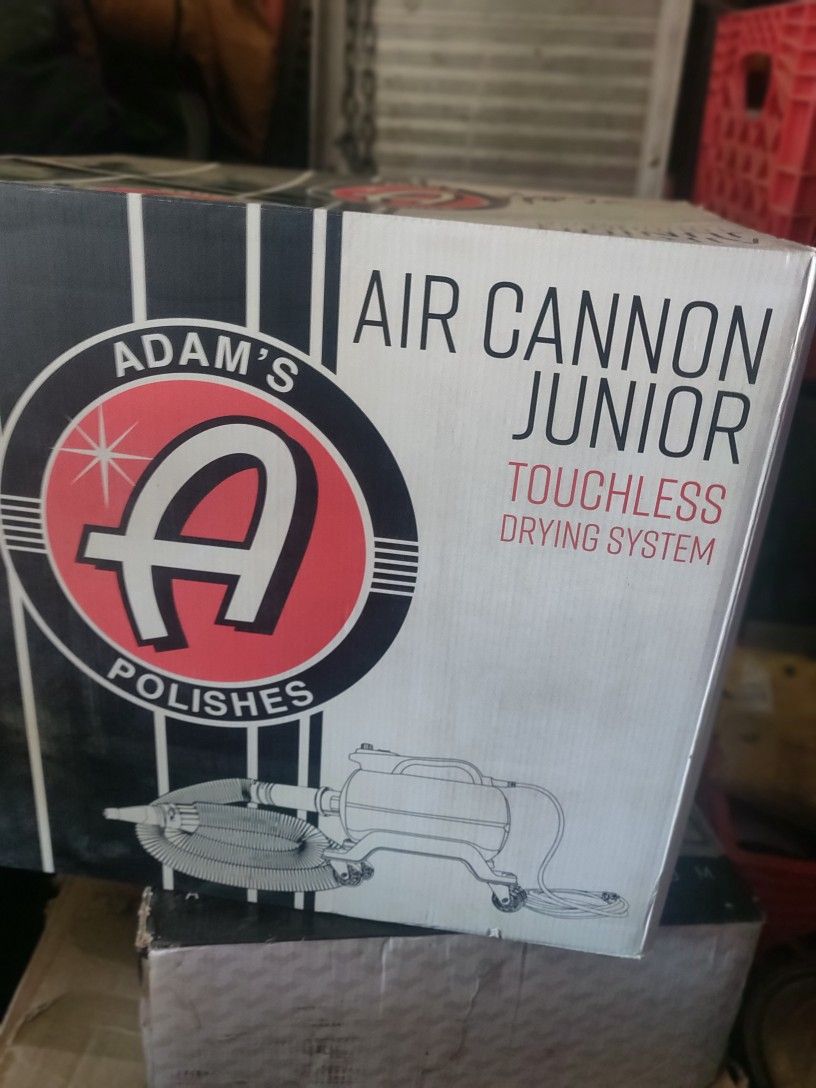 ADAM'S
A
POLISHES
AIR CANNON
JUNIOR
TOUCHLESS
DRYING SYSTEM